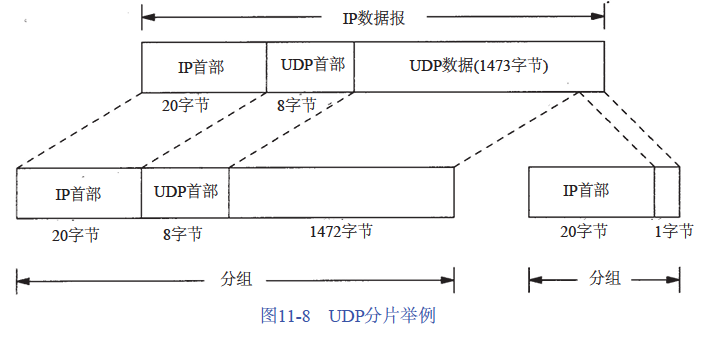 IP数据报
IP首部
UDP首部
UDP数据(1473字节)
20字节
8字节
IP首部
UDP首部
IP首部
20字节
8字节
1472字节
20字节
1字节
分组
分组
图11-8 UDP分片举例